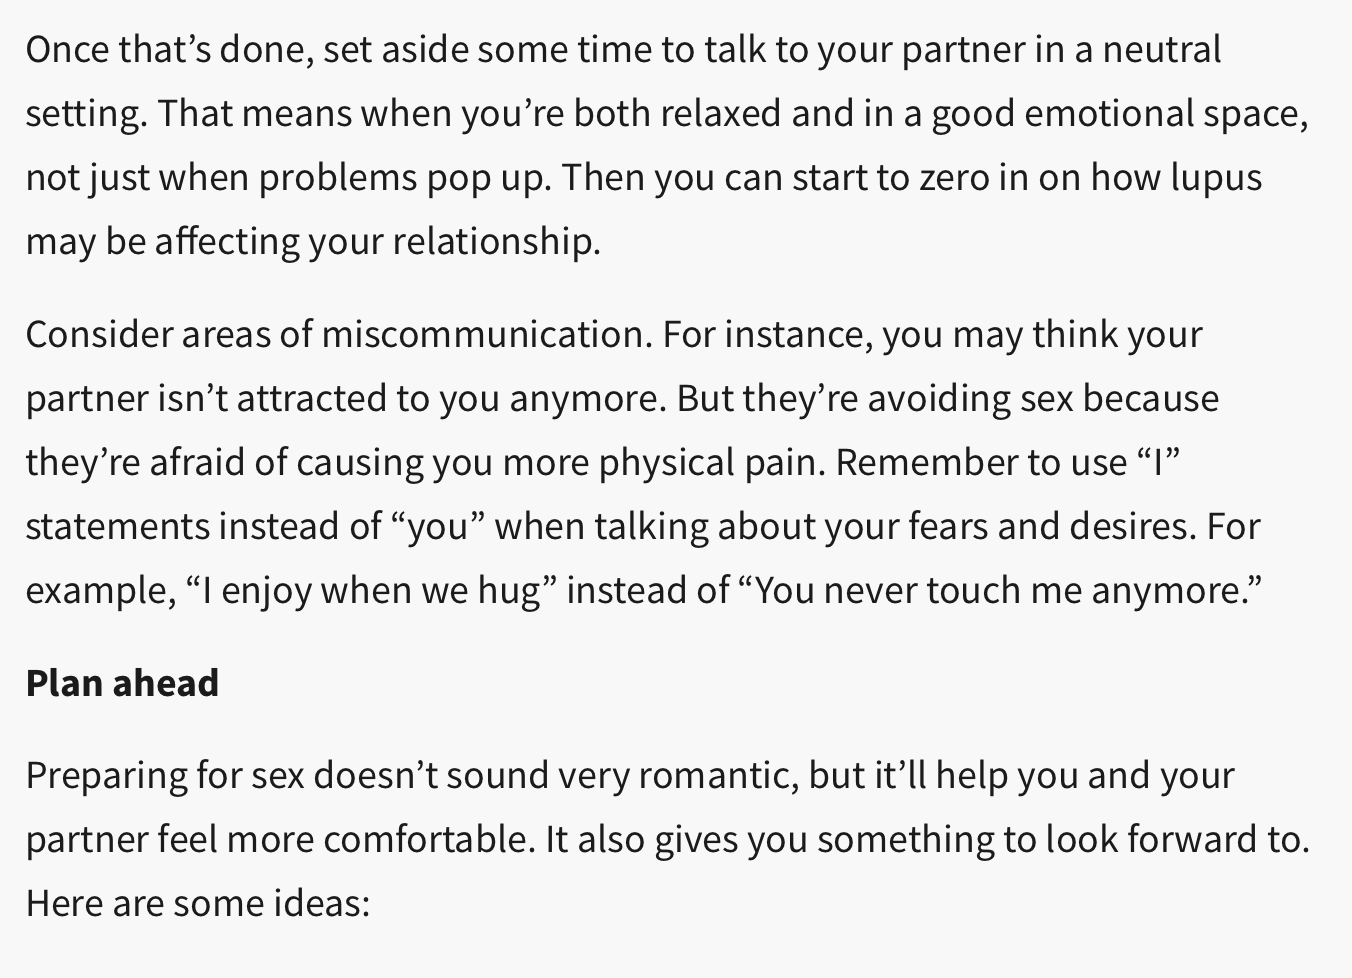 Once that’s done, set aside some time to talk to your partner in a neutral
setting. That means when you’re both relaxed and in a good emotional space,
not just when problems pop up. Then you can start to zero in on how lupus
may be affecting your relationship.
Consider areas of miscommunication. For instance, you may think your
partner isn’t attracted to you anymore. But they’re avoiding sex because
they’re afraid of causing you more physical pain. Remember to use “I”
statements instead of “you” when talking about your fears and desires. For
example, “I enjoy when we hug” instead of “You never touch me anymore.”
Plan ahead
Preparing for sex doesn’t sound very romantic, but it’ll help you and your
partner feel more comfortable. It also gives you something to look forward to.
Here are some ideas: